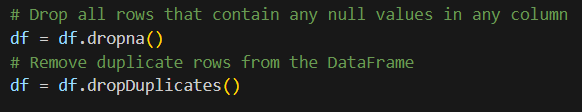 # Drop all rows that contain any null values in any column
df = df.dropna()
# Remove duplicate rows from the DataFrame
df = df.dropDuplicates()